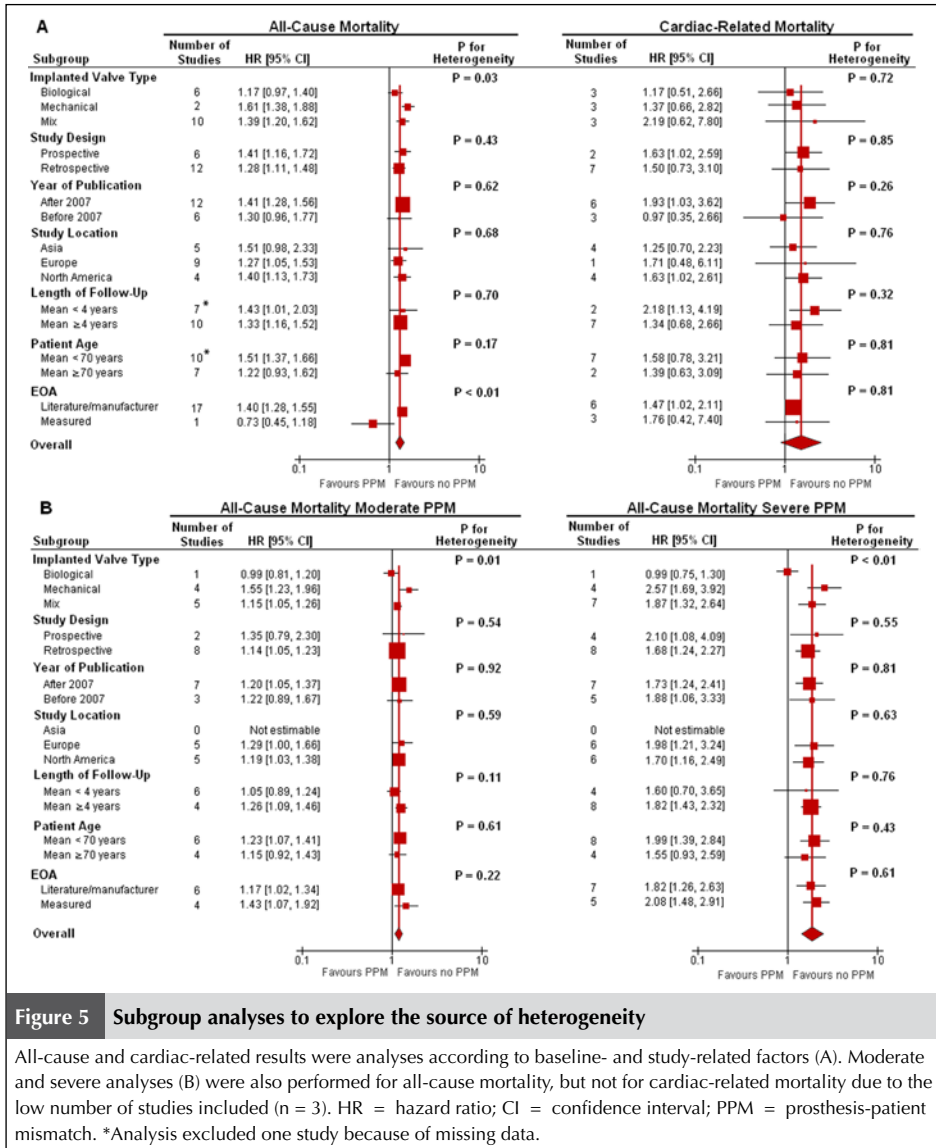 A
All-Cause Mortality Cardiac-Related Mortality
Subgroup Number of Studies HR [95% CI] P for Heterogeneity Number of Studies HR [95% CI] P for Heterogeneity
Implanted Valve Type P = 0.03 P = 0.72
Biological 6 1.17 [0.97, 1.40] 3 1.17 [0.51, 2.66]
Mechanical 2 1.61 [1.38, 1.88] 3 1.37 [0.66, 2.82]
Mix 10 1.39 [1.20, 1.62] 3 2.19 [0.62, 7.80]
Study Design P = 0.43 P = 0.85
Prospective 6 1.41 [1.16, 1.72] 2 1.63 [1.02, 2.59]
Retrospective 12 1.28 [1.11, 1.48] 7 1.50 [0.73, 3.10]
Year of Publication P = 0.62 P = 0.26
After 2007 12 1.41 [1.28, 1.56] 6 1.93 [1.03, 3.62]
Before 2007 6 1.30 [0.96, 1.77] 3 0.97 [0.35, 2.66]
Study Location P = 0.68 P = 0.76
Asia 5 1.51 [0.98, 2.33] 4 1.25 [0.70, 2.23]
Europe 9 1.27 [1.05, 1.53] 1 1.71 [0.48, 6.11]
North America 4 1.40 [1.13, 1.73] 4 1.63 [1.02, 2.61]
Length of Follow-Up P = 0.70 P = 0.32
Mean < 4 years 7* 1.43 [1.01, 2.03] 2 2.18 [1.13, 4.19]
Mean ≥4 years 10 1.33 [1.16, 1.52] 7 1.34 [0.68, 2.66]
Patient Age P = 0.17 P = 0.81
Mean <70 years 10* 1.51 [1.37, 1.66] 7 1.58 [0.78, 3.21]
Mean ≥70 years 7 1.22 [0.93, 1.62] 2 1.39 [0.63, 3.09]
EOA P < 0.01 P = 0.81
Literature/manufacturer 17 1.40 [1.28, 1.55] 6 1.47 [1.02, 2.11]
Measured 1 0.73 [0.45, 1.18] 3 1.76 [0.42, 7.40]
Overall
0.1 1 10 0.1 1 10
Favours PPM Favours no PPM Favours PPM Favours no PPM
B
All-Cause Mortality Moderate PPM All-Cause Mortality Severe PPM
Subgroup Number of Studies HR [95% CI] P for Heterogeneity Number of Studies HR [95% CI] P for Heterogeneity
Implanted Valve Type P = 0.01 P < 0.01
Biological 1 0.99 [0.81, 1.20] 1 0.99 [0.75, 1.30]
Mechanical 4 1.55 [1.23, 1.96] 4 2.57 [1.69, 3.92]
Mix 5 1.15 [1.05, 1.26] 7 1.87 [1.32, 2.64]
Study Design P = 0.54 P = 0.55
Prospective 2 1.35 [0.79, 2.30] 4 2.10 [1.08, 4.09]
Retrospective 8 1.14 [1.05, 1.23] 8 1.68 [1.24, 2.27]
Year of Publication P = 0.92 P = 0.81
After 2007 7 1.20 [1.05, 1.37] 7 1.73 [1.24, 2.41]
Before 2007 3 1.22 [0.89, 1.67] 5 1.88 [1.06, 3.33]
Study Location P = 0.59 P = 0.63
Asia 0 Not estimable 0 Not estimable
Europe 5 1.29 [1.00, 1.66] 6 1.98 [1.21, 3.24]
North America 5 1.19 [1.03, 1.38] 6 1.70 [1.16, 2.49]
Length of Follow-Up P = 0.11 P = 0.76
Mean < 4 years 6 1.05 [0.89, 1.24] 4 1.60 [0.70, 3.65]
Mean ≥4 years 4 1.26 [1.09, 1.46] 8 1.82 [1.43, 2.32]
Patient Age P = 0.61 P = 0.43
Mean <70 years 6 1.23 [1.07, 1.41] 8 1.99 [1.39, 2.84]
Mean ≥70 years 4 1.15 [0.92, 1.43] 4 1.55 [0.93, 2.59]
EOA P = 0.22 P = 0.61
Literature/manufacturer 6 1.17 [1.02, 1.34] 7 1.82 [1.26, 2.63]
Measured 4 1.43 [1.07, 1.92] 5 2.08 [1.48, 2.91]
Overall
0.1 1 10 0.1 1 10
Favours PPM Favours no PPM Favours PPM Favours no PPM
Figure 5 Subgroup analyses to explore the source of heterogeneity
All-cause and cardiac-related results were analyses according to baseline- and study-related factors (A). Moderate
and severe analyses (B) were also performed for all-cause mortality, but not for cardiac-related mortality due to the
low number of studies included (n = 3). HR = hazard ratio; CI = confidence interval; PPM = prosthesis-patient
mismatch. *Analysis excluded one study because of missing data.